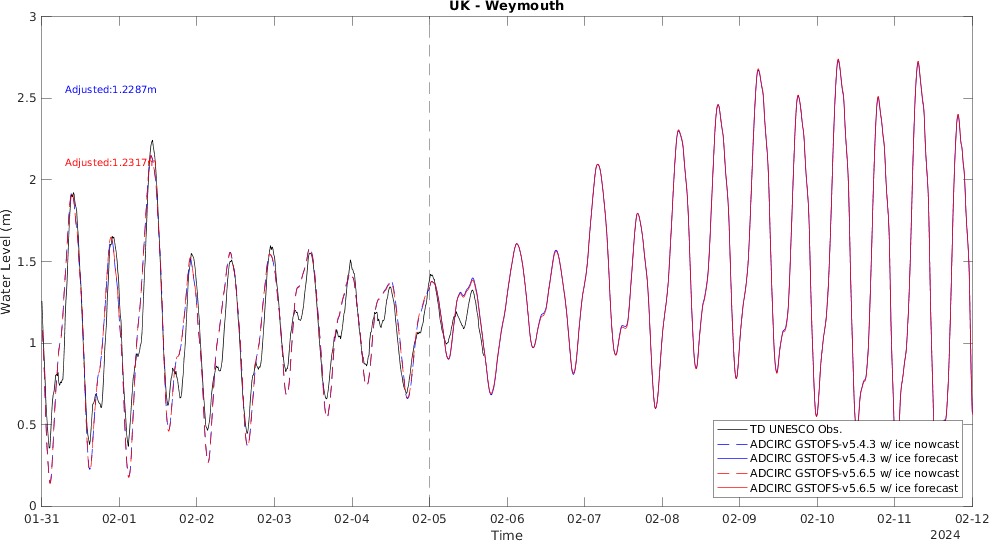 UK - Weymouth
3
2.5
2
1.5
1
0.5
0
Water Level (m)
Adjusted:1.2287m
Adjusted:1.2317m
TD UNESCO Obs.
ADCIRC GSTOFS-v5.4.3 w/ ice nowcast
ADCIRC GSTOFS-v5.4.3 w/ ice forecast
ADCIRC GSTOFS-v5.6.5 w/ ice nowcast
ADCIRC GSTOFS-v5.6.5 w/ ice forecast
01-31 02-01 02-02 02-03 02-04 02-05 02-06 02-07 02-08 02-09 02-10 02-11 02-12
Time
2024